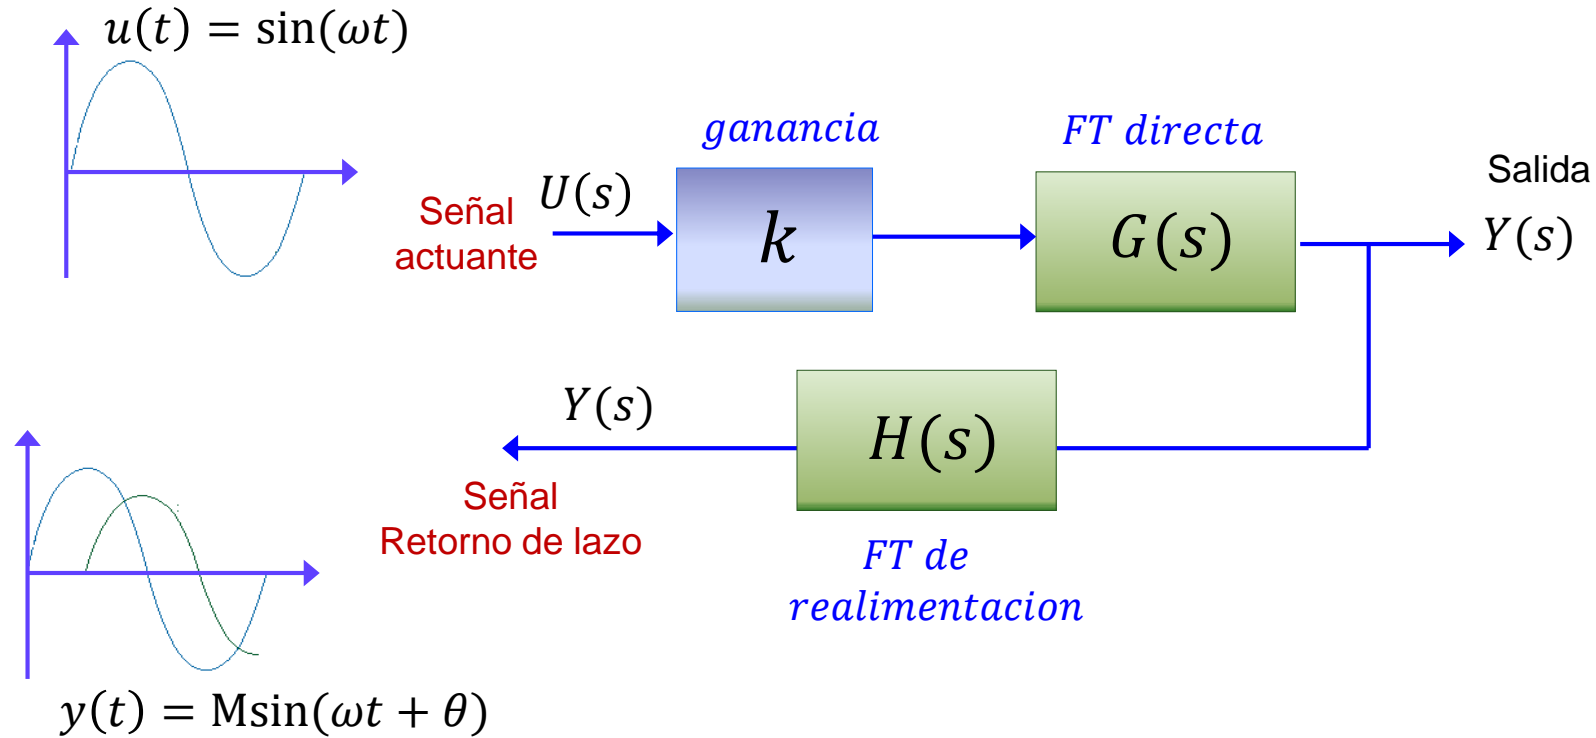 u(t) = sin(ωt)
ganancia
FT directa
Señal
actuante
U(s)
k
G(s)
Salida
Y(s)
Y(s)
H(s)
Señal
Retorno de lazo
FT de
realimentacion
y(t) = Msin(ωt + θ)